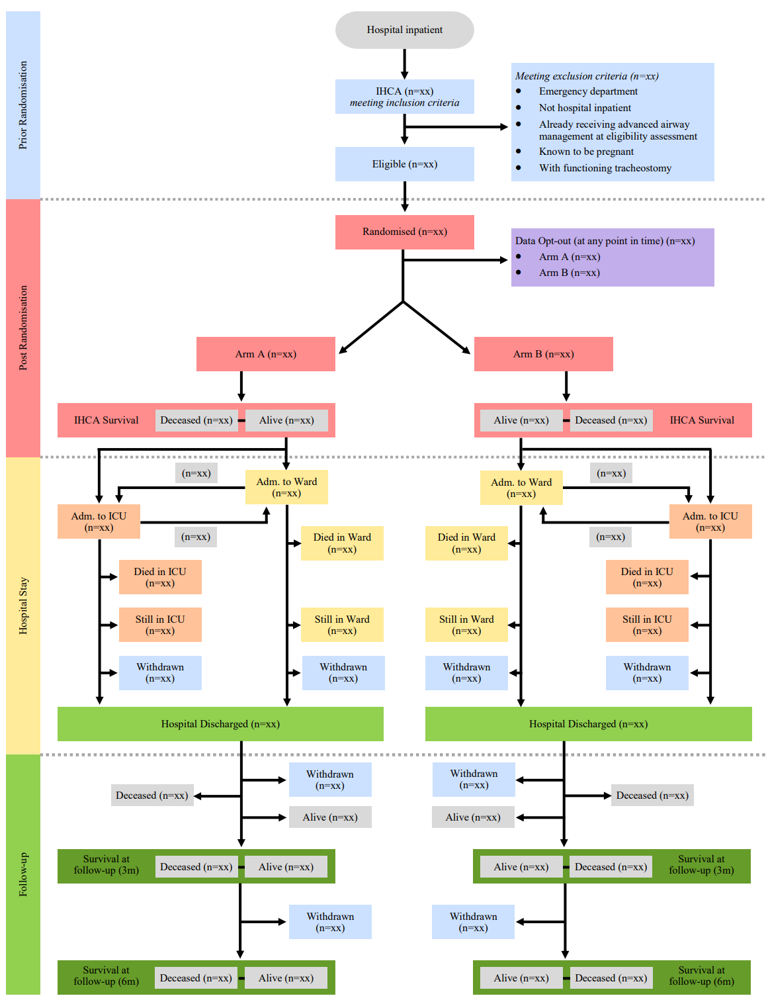 Prior Randomisation
Hospital inpatient
IHCA (n=xx)
meeting inclusion criteria
Meeting exclusion criteria (n=xx)
● Emergency department
● Not hospital inpatient
● Already receiving advanced airway
management at eligibility assessment
● Known to be pregnant
● With functioning tracheostomy
Eligible (n=xx)
Post Randomisation
Randomised (n=xx)
Data Opt-out (at any point in time) (n=xx)
● Arm A (n=xx)
● Arm B (n=xx)
Arm A (n=xx)
Arm B (n=xx)
IHCA Survival
Deceased (n=xx)
Alive (n=xx)
Alive (n=xx)
Deceased (n=xx)
IHCA Survival
Hospital Stay
(n=xx)
Adm. to Ward
(n=xx)
Adm. to ICU
(n=xx)
(n=xx)
Died in Ward
(n=xx)
Died in ICU
(n=xx)
Still in ICU
(n=xx)
Still in Ward
(n=xx)
Withdrawn
(n=xx)
Withdrawn
(n=xx)
Hospital Discharged (n=xx)
Adm. to Ward
(n=xx)
(n=xx)
Adm. to ICU
(n=xx)
(n=xx)
Died in Ward
(n=xx)
Died in ICU
(n=xx)
Still in Ward
(n=xx)
Still in ICU
(n=xx)
Withdrawn
(n=xx)
Withdrawn
(n=xx)
Hospital Discharged (n=xx)
Follow-up
Withdrawn
(n=xx)
Deceased (n=xx)
Alive (n=xx)
Survival at
follow-up (3m)
Deceased (n=xx)
Alive (n=xx)
Withdrawn
(n=xx)
Survival at
follow-up (6m)
Deceased (n=xx)
Alive (n=xx)
Withdrawn
(n=xx)
Deceased (n=xx)
Alive (n=xx)
Alive (n=xx)
Deceased (n=xx)
Survival at
follow-up (3m)
Withdrawn
(n=xx)
Alive (n=xx)
Deceased (n=xx)
Survival at
follow-up (6m)